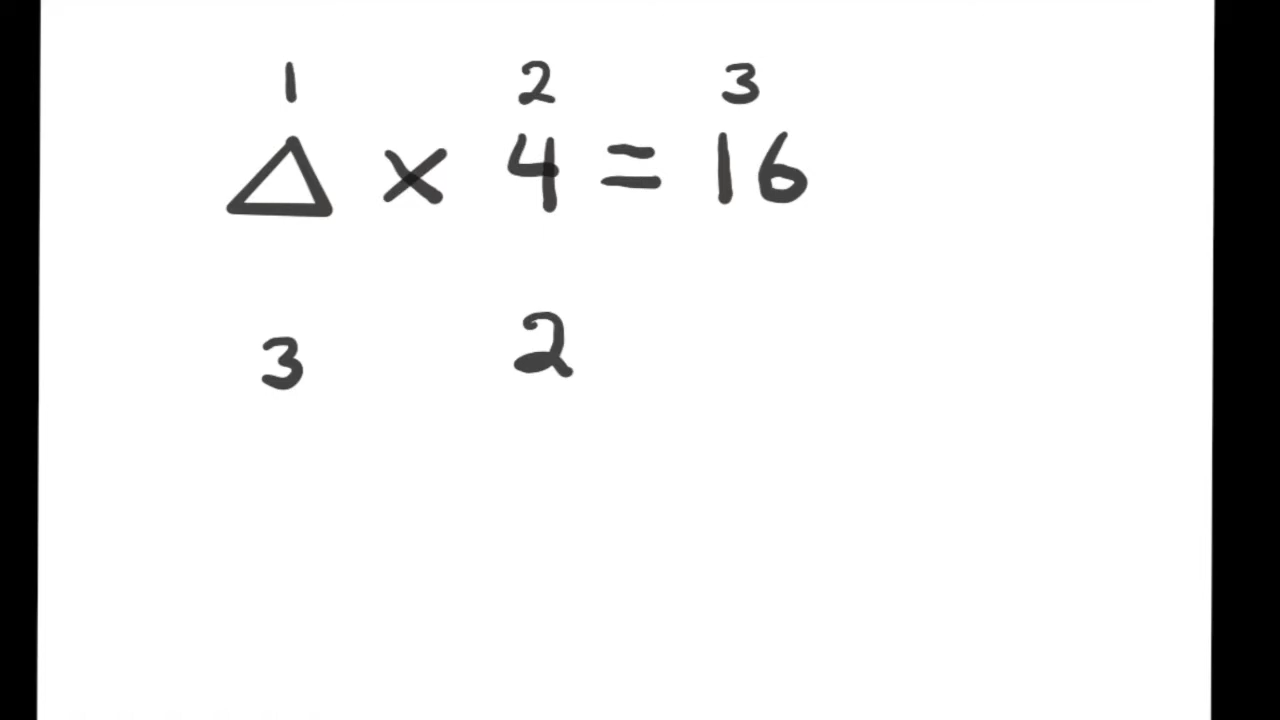 1 2 3
△ × 4 = 16
3 2